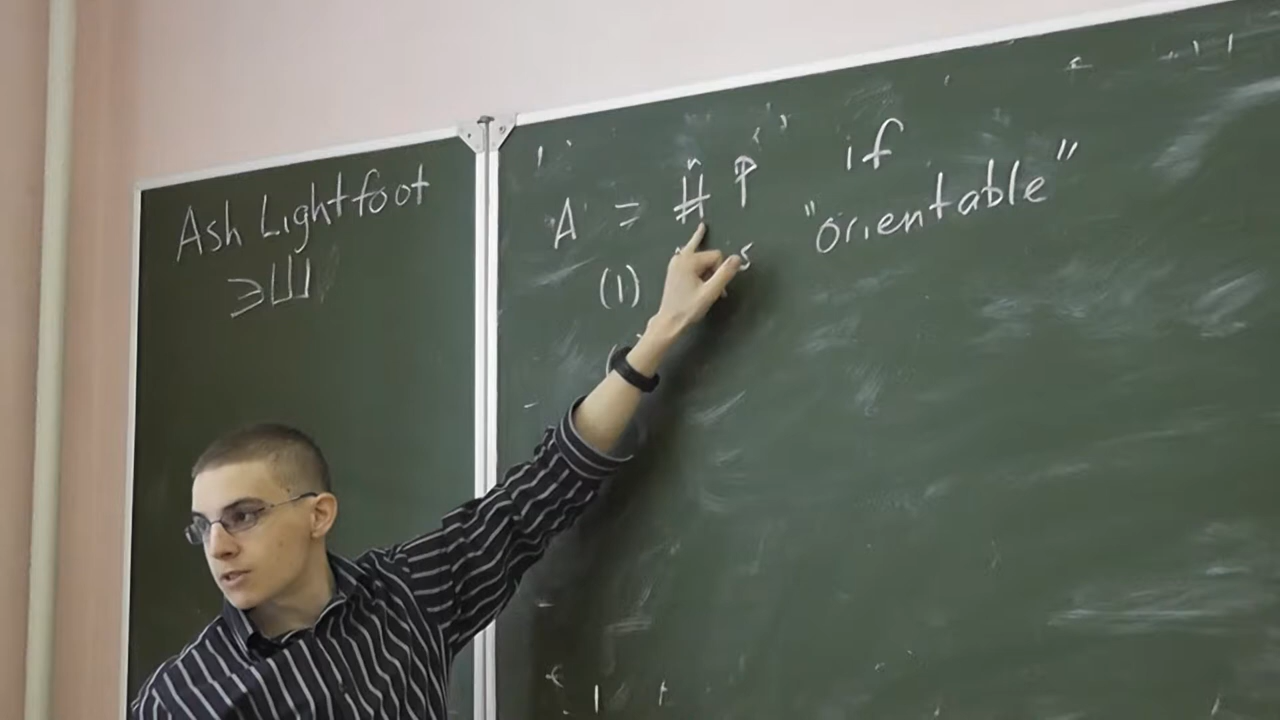 Ash Lightfoot
ЭШ
A = #ⁿ P if
"orientable"
(1)